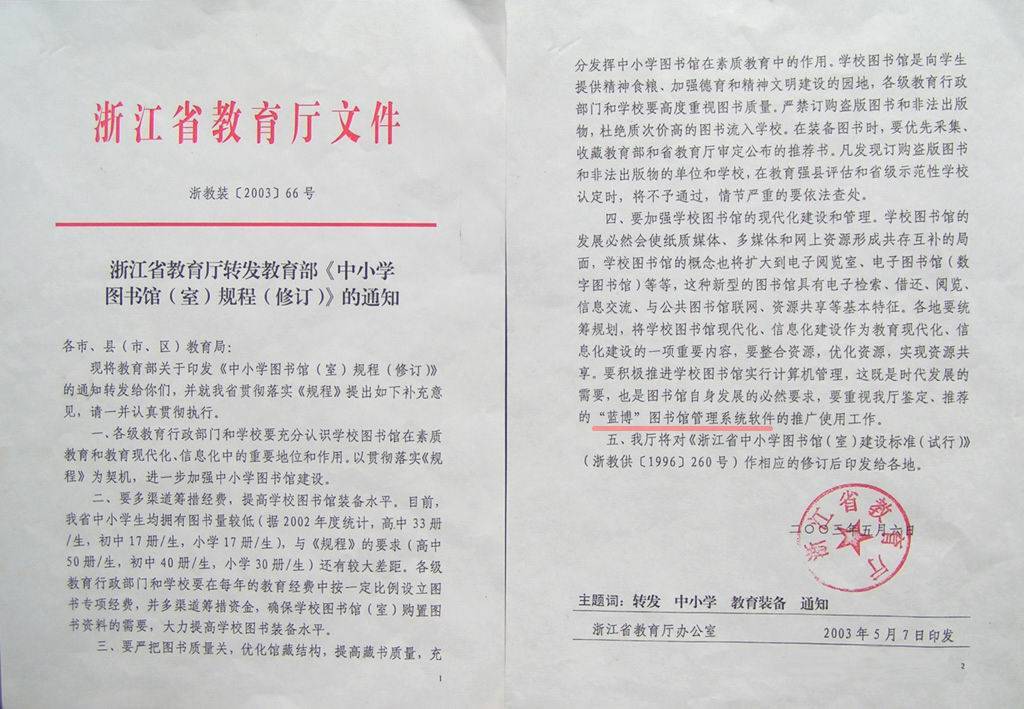 浙江省教育厅文件
浙教装〔2003〕66号
浙江省教育厅转发教育部《中小学
图书馆（室）规程（修订）》的通知
各市、县（市、区）教育局：
现将教育部关于印发《中小学图书馆（室）规程（修订）》
的通知转发给你们，并就我省贯彻落实《规程》提出如下补充意
见，请一并认真贯彻执行。
一、各级教育行政部门和学校要充分认识学校图书馆在素质
教育和教育现代化、信息化中的重要地位和作用。以贯彻落实《规
程》为契机，进一步加强中小学图书馆建设。
二、要多渠道筹措经费，提高学校图书馆装备水平。目前，
我省中小学生均拥有图书量较低（据2002年度统计，高中33册
/生，初中17册/生，小学17册/生），与《规程》的要求（高中
50册/生，初中40册/生，小学30册/生）还有较大差距。各级
教育行政部门和学校要在每年的教育经费中按一定比例设立图
书专项经费，并多渠道筹措资金，确保学校图书馆（室）购置图
书资料的需要，大力提高学校图书装备水平。
三、要严把图书质量关，优化馆藏结构，提高藏书质量，充
1
分发挥中小学图书馆在素质教育中的作用。学校图书馆是向学生
提供精神食粮、加强德育和精神文明建设的园地，各级教育行政
部门和学校要高度重视图书质量。严禁订购盗版图书和非法出版
物，杜绝质次价高的图书流入学校。在装备图书时，要优先采集、
收藏教育部和省教育厅审定公布的推荐书。凡发现订购盗版图书
和非法出版物的单位和学校，在教育强县评估和省级示范性学校
认定时，将不予通过，情节严重的要依法查处。
四、要加强学校图书馆的现代化建设和管理。学校图书馆的
发展必然会使纸质媒体、多媒体和网上资源形成共存互补的局
面，学校图书馆的概念也将扩大到电子阅览室、电子图书馆（数
字图书馆）等等，这种新型的图书馆具有电子检索、借还、阅览、
信息交流、与公共图书馆联网、资源共享等基本特征。各地要统
筹规划，将学校图书馆现代化、信息化建设作为教育现代化、信
息化建设的一项重要内容，要整合资源，优化资源，实现资源共
享。要积极推进学校图书馆实行计算机管理，这既是时代发展的
需要，也是图书馆自身发展的必然要求，要重视我厅鉴定、推荐
的“蓝博”图书馆管理系统软件的推广使用工作。
五、我厅将对《浙江省中小学图书馆（室）建设标准（试行）》
（浙教供〔1996〕260号）作相应的修订后印发给各地。
浙江省教育厅
二〇〇三年五月六日
主题词：转发 中小学 教育装备 通知
浙江省教育厅办公室 2003年5月7日印发
2